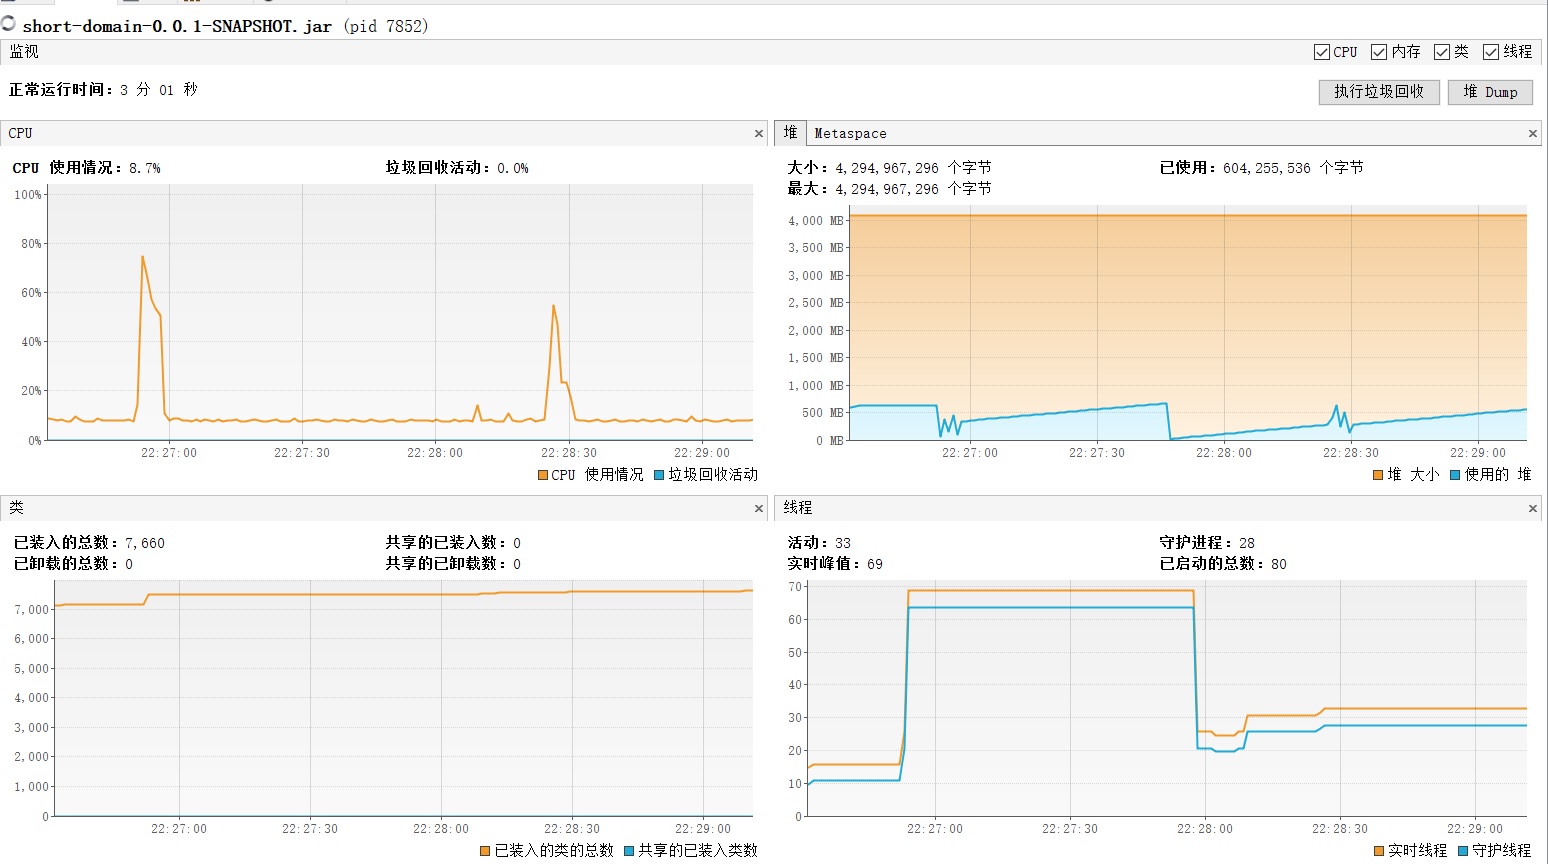 short-domain-0.0.1-SNAPSHOT.jar (pid 7852)
监视
CPU 内存 类 线程
正常运行时间：3 分 01 秒
执行垃圾回收 堆 Dump
CPU
CPU 使用情况：8.7% 垃圾回收活动：0.0%
100%
80%
60%
40%
20%
0%
22:27:00 22:27:30 22:28:00 22:28:30 22:29:00
CPU 使用情况 垃圾回收活动
堆 Metaspace
大小：4,294,967,296 个字节 已使用：604,255,536 个字节
最大：4,294,967,296 个字节
4,000 MB
3,500 MB
3,000 MB
2,500 MB
2,000 MB
1,500 MB
1,000 MB
500 MB
0 MB
22:27:00 22:27:30 22:28:00 22:28:30 22:29:00
堆 大小 使用的 堆
类
已装入的总数：7,660 共享的已装入数：0
已卸载的总数：0 共享的已卸载数：0
7,000
6,000
5,000
4,000
3,000
2,000
1,000
0
22:27:00 22:27:30 22:28:00 22:28:30 22:29:00
已装入的类的总数 共享的已装入类数
线程
活动：33 守护进程：28
实时峰值：69 已启动的总数：80
70
60
50
40
30
20
10
0
22:27:00 22:27:30 22:28:00 22:28:30 22:29:00
实时线程 守护线程